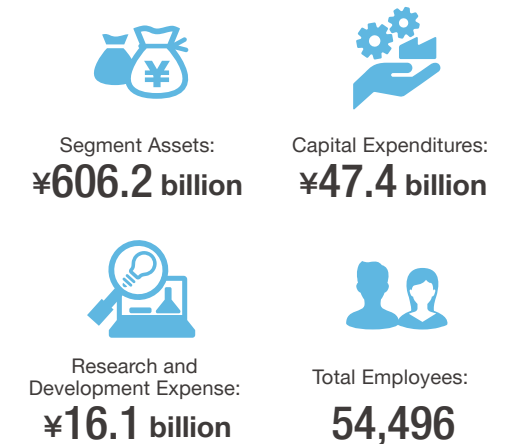 ¥
Segment Assets:
¥606.2 billion
Capital Expenditures:
¥47.4 billion
Research and
Development Expense:
¥16.1 billion
Total Employees:
54,496